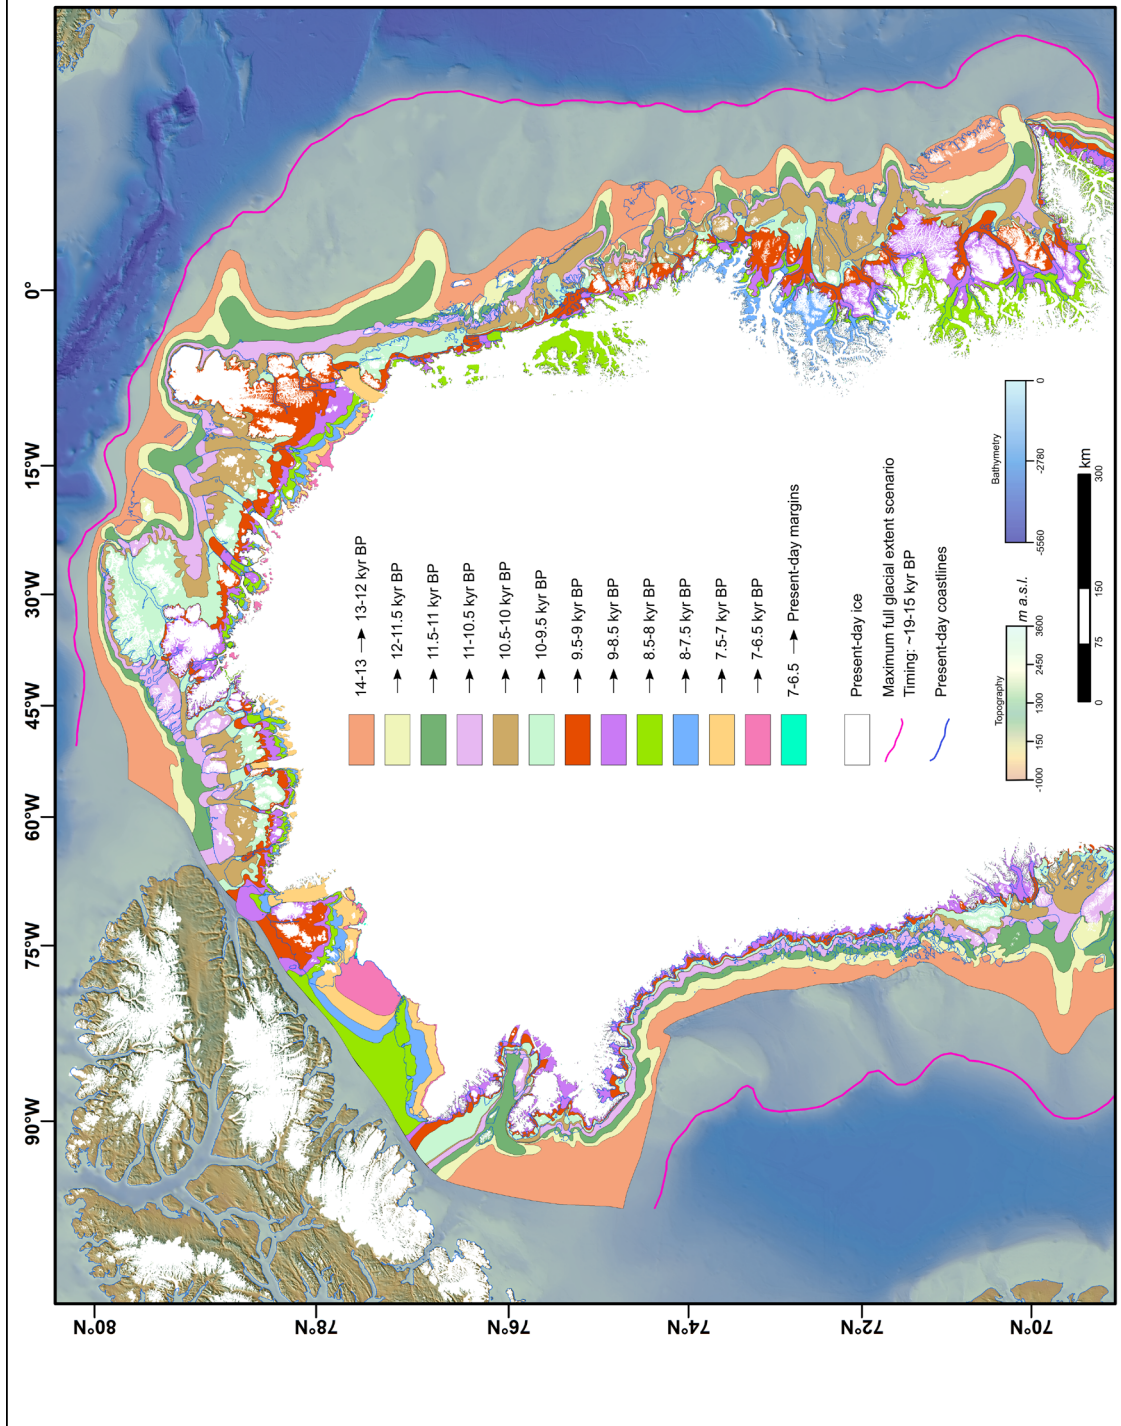 0°
15°W
30°W
45°W
60°W
75°W
90°W
80°N
78°N
76°N
74°N
72°N
70°N
14-13 → 13-12 kyr BP
→ 12-11.5 kyr BP
→ 11.5-11 kyr BP
→ 11-10.5 kyr BP
→ 10.5-10 kyr BP
→ 10-9.5 kyr BP
→ 9.5-9 kyr BP
→ 9-8.5 kyr BP
→ 8.5-8 kyr BP
→ 8-7.5 kyr BP
→ 7.5-7 kyr BP
→ 7-6.5 kyr BP
7-6.5 → Present-day margins
Present-day ice
Maximum full glacial extent scenario
Timing: ~19-15 kyr BP
Present-day coastlines
Topography
-1000 150 1300 2450 3600
m a.s.l.
Bathymetry
-5560 -2780 0
0 75 150 300
km